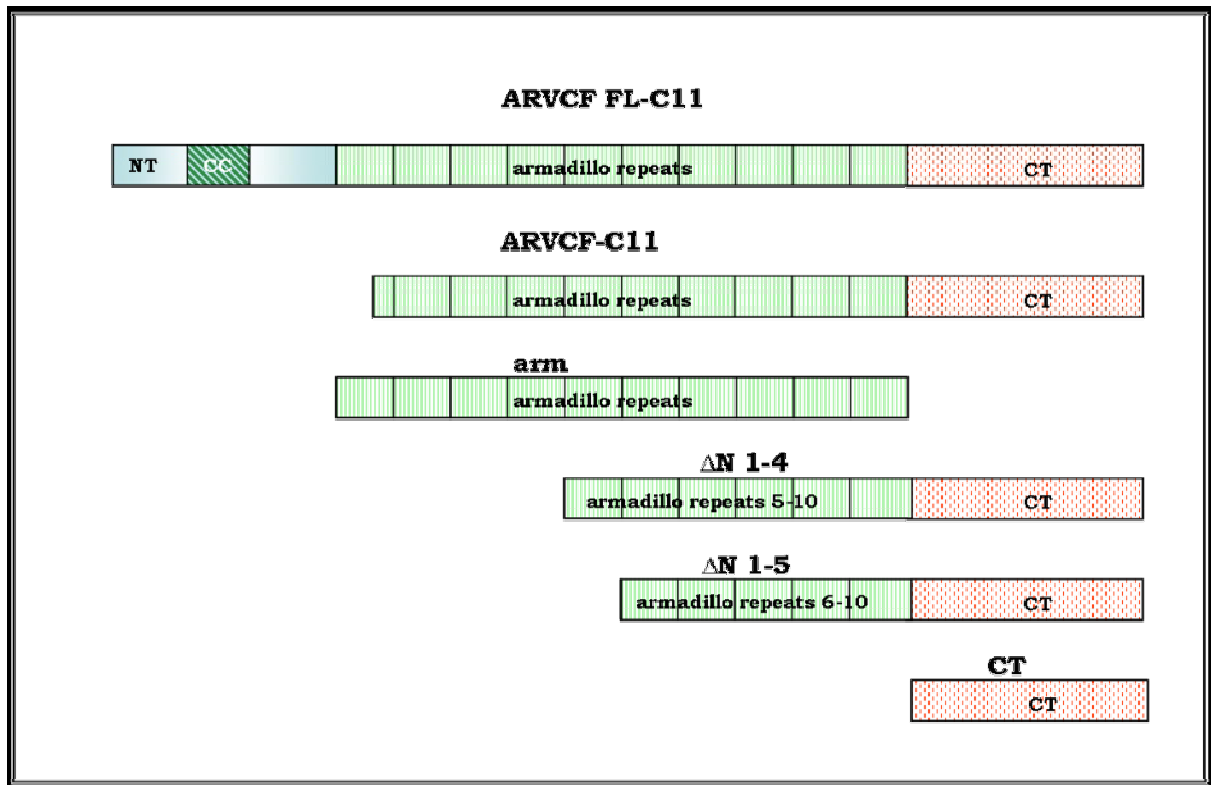 ARVCF FL-C11
NT CC armadillo repeats CT
ARVCF-C11
armadillo repeats CT
arm
armadillo repeats
ΔN 1-4
armadillo repeats 5-10 CT
ΔN 1-5
armadillo repeats 6-10 CT
CT
CT